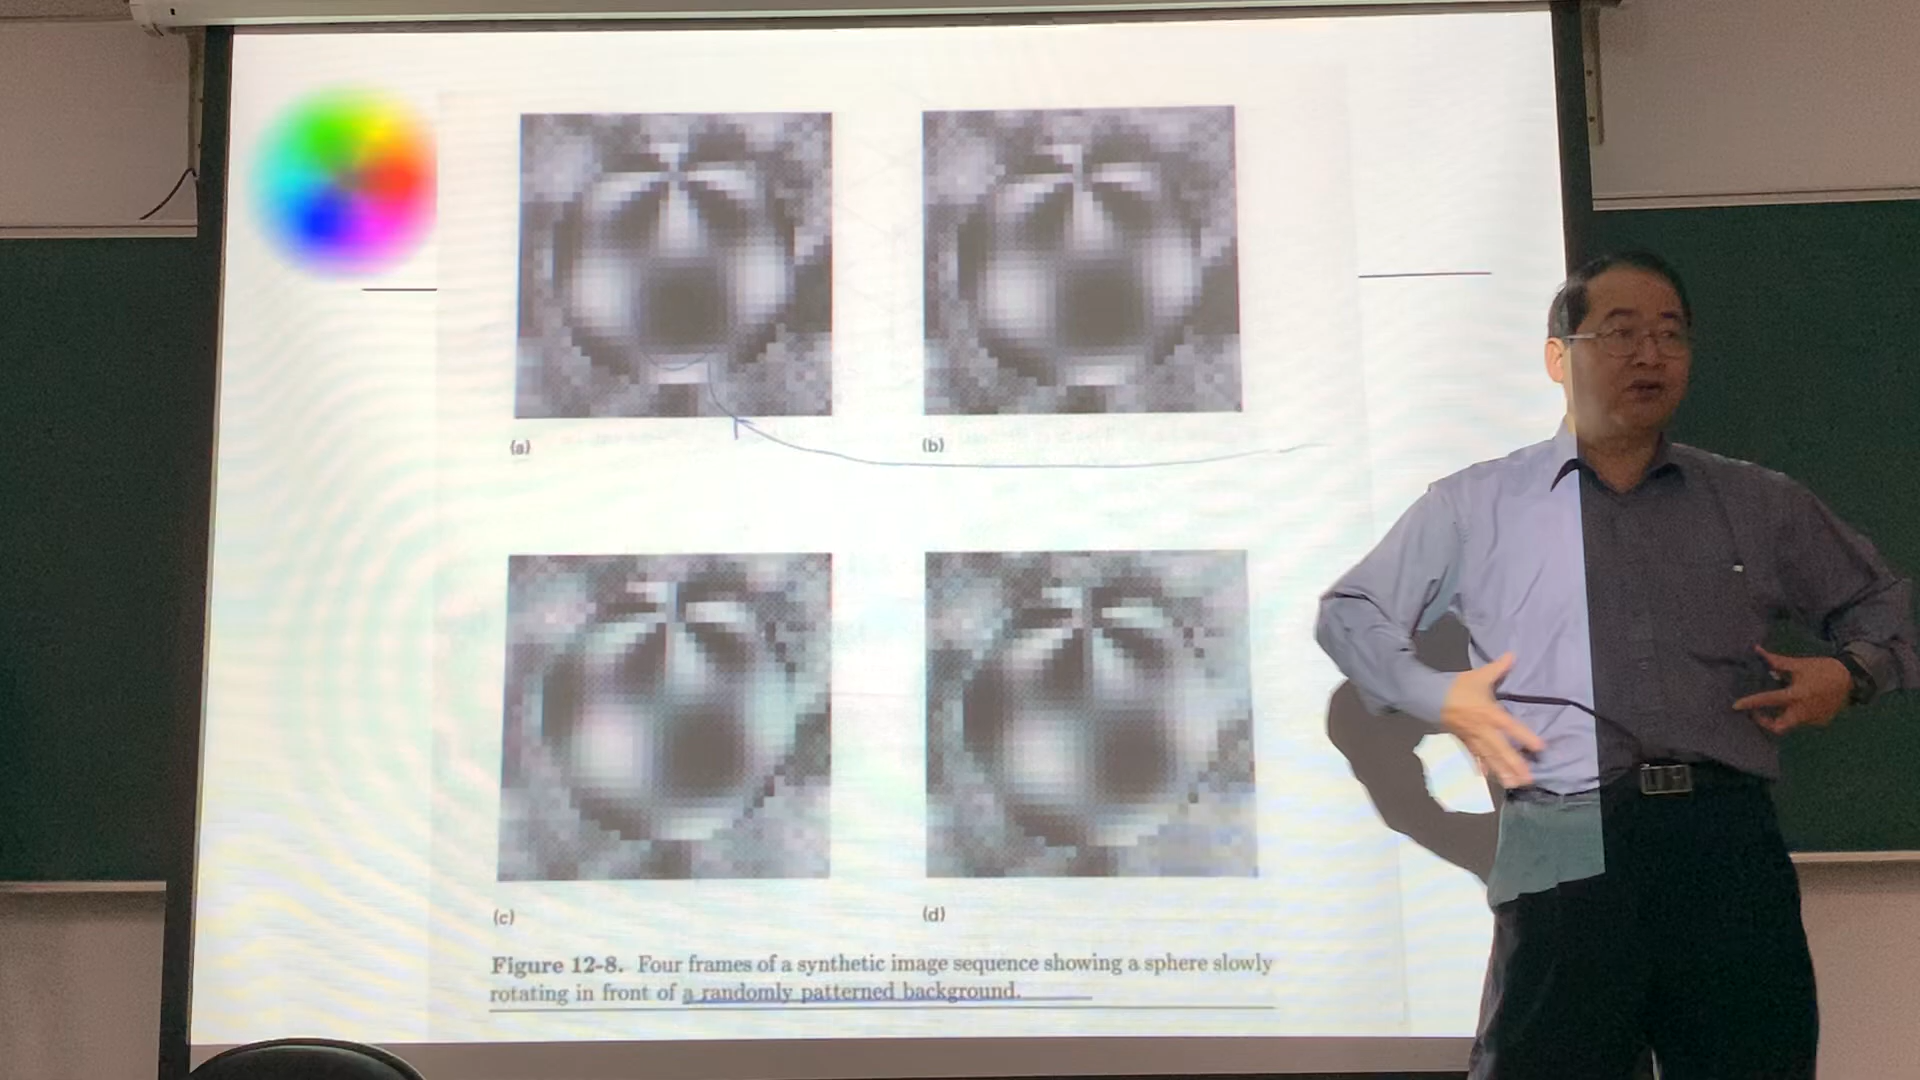 (a)
(b)
(c)
(d)
Figure 12-8. Four frames of a synthetic image sequence showing a sphere slowly
rotating in front of a randomly patterned background.